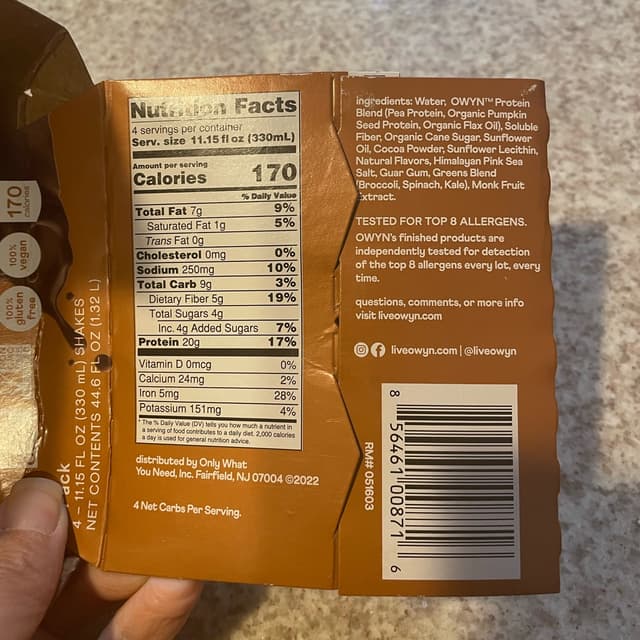 170
calories
100%
vegan
100%
gluten
free
4 – 11.15 FL OZ (330 mL) SHAKES
NET CONTENTS 44.6 FL OZ (1.32 L)
Nutrition Facts
4 servings per container
Serv. size 11.15 fl oz (330mL)
Amount per serving
Calories 170
% Daily Value
Total Fat 7g 9%
Saturated Fat 1g 5%
Trans Fat 0g
Cholesterol 0mg 0%
Sodium 250mg 10%
Total Carb 9g 3%
Dietary Fiber 5g 19%
Total Sugars 4g
Inc. 4g Added Sugars 7%
Protein 20g 17%
Vitamin D 0mcg 0%
Calcium 24mg 2%
Iron 5mg 28%
Potassium 151mg 4%
* The % Daily Value (DV) tells you how much a nutrient in
a serving of food contributes to a daily diet. 2,000 calories
a day is used for general nutrition advice.
distributed by Only What
You Need, Inc. Fairfield, NJ 07004 ©2022
4 Net Carbs Per Serving.
ingredients: Water, OWYN™ Protein
Blend (Pea Protein, Organic Pumpkin
Seed Protein, Organic Flax Oil), Soluble
Fiber, Organic Cane Sugar, Sunflower
Oil, Cocoa Powder, Sunflower Lecithin,
Natural Flavors, Himalayan Pink Sea
Salt, Guar Gum, Greens Blend
(Broccoli, Spinach, Kale), Monk Fruit
Extract.
TESTED FOR TOP 8 ALLERGENS.
OWYN's finished products are
independently tested for detection
of the top 8 allergens every lot, every
time.
questions, comments, or more info
visit liveowyn.com
liveowyn.com | @liveowyn
RM# 051603
8 56461 00871 6